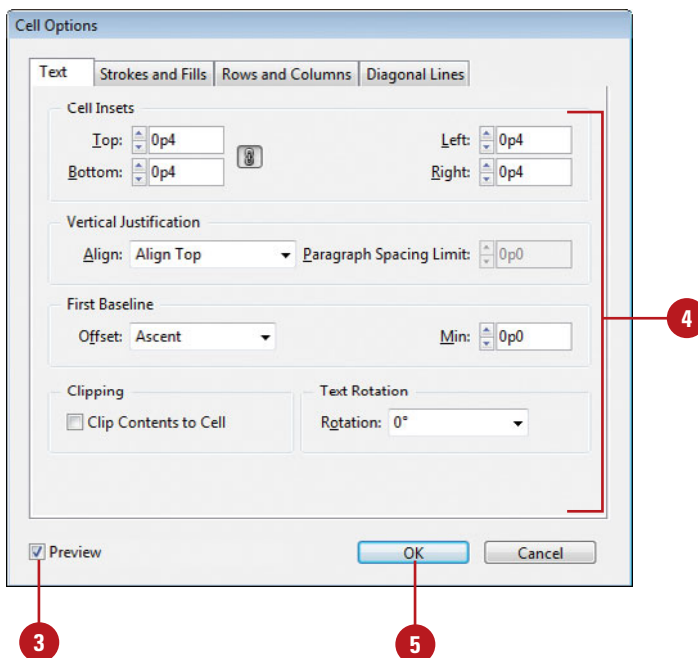 Cell Options
Text Strokes and Fills Rows and Columns Diagonal Lines
Cell Insets
Top: 0p4 Left: 0p4
Bottom: 0p4 Right: 0p4
Vertical Justification
Align: Align Top Paragraph Spacing Limit: 0p0
First Baseline
Offset: Ascent Min: 0p0
4
Clipping Text Rotation
Clip Contents to Cell Rotation: 0°
Preview OK Cancel
3 5